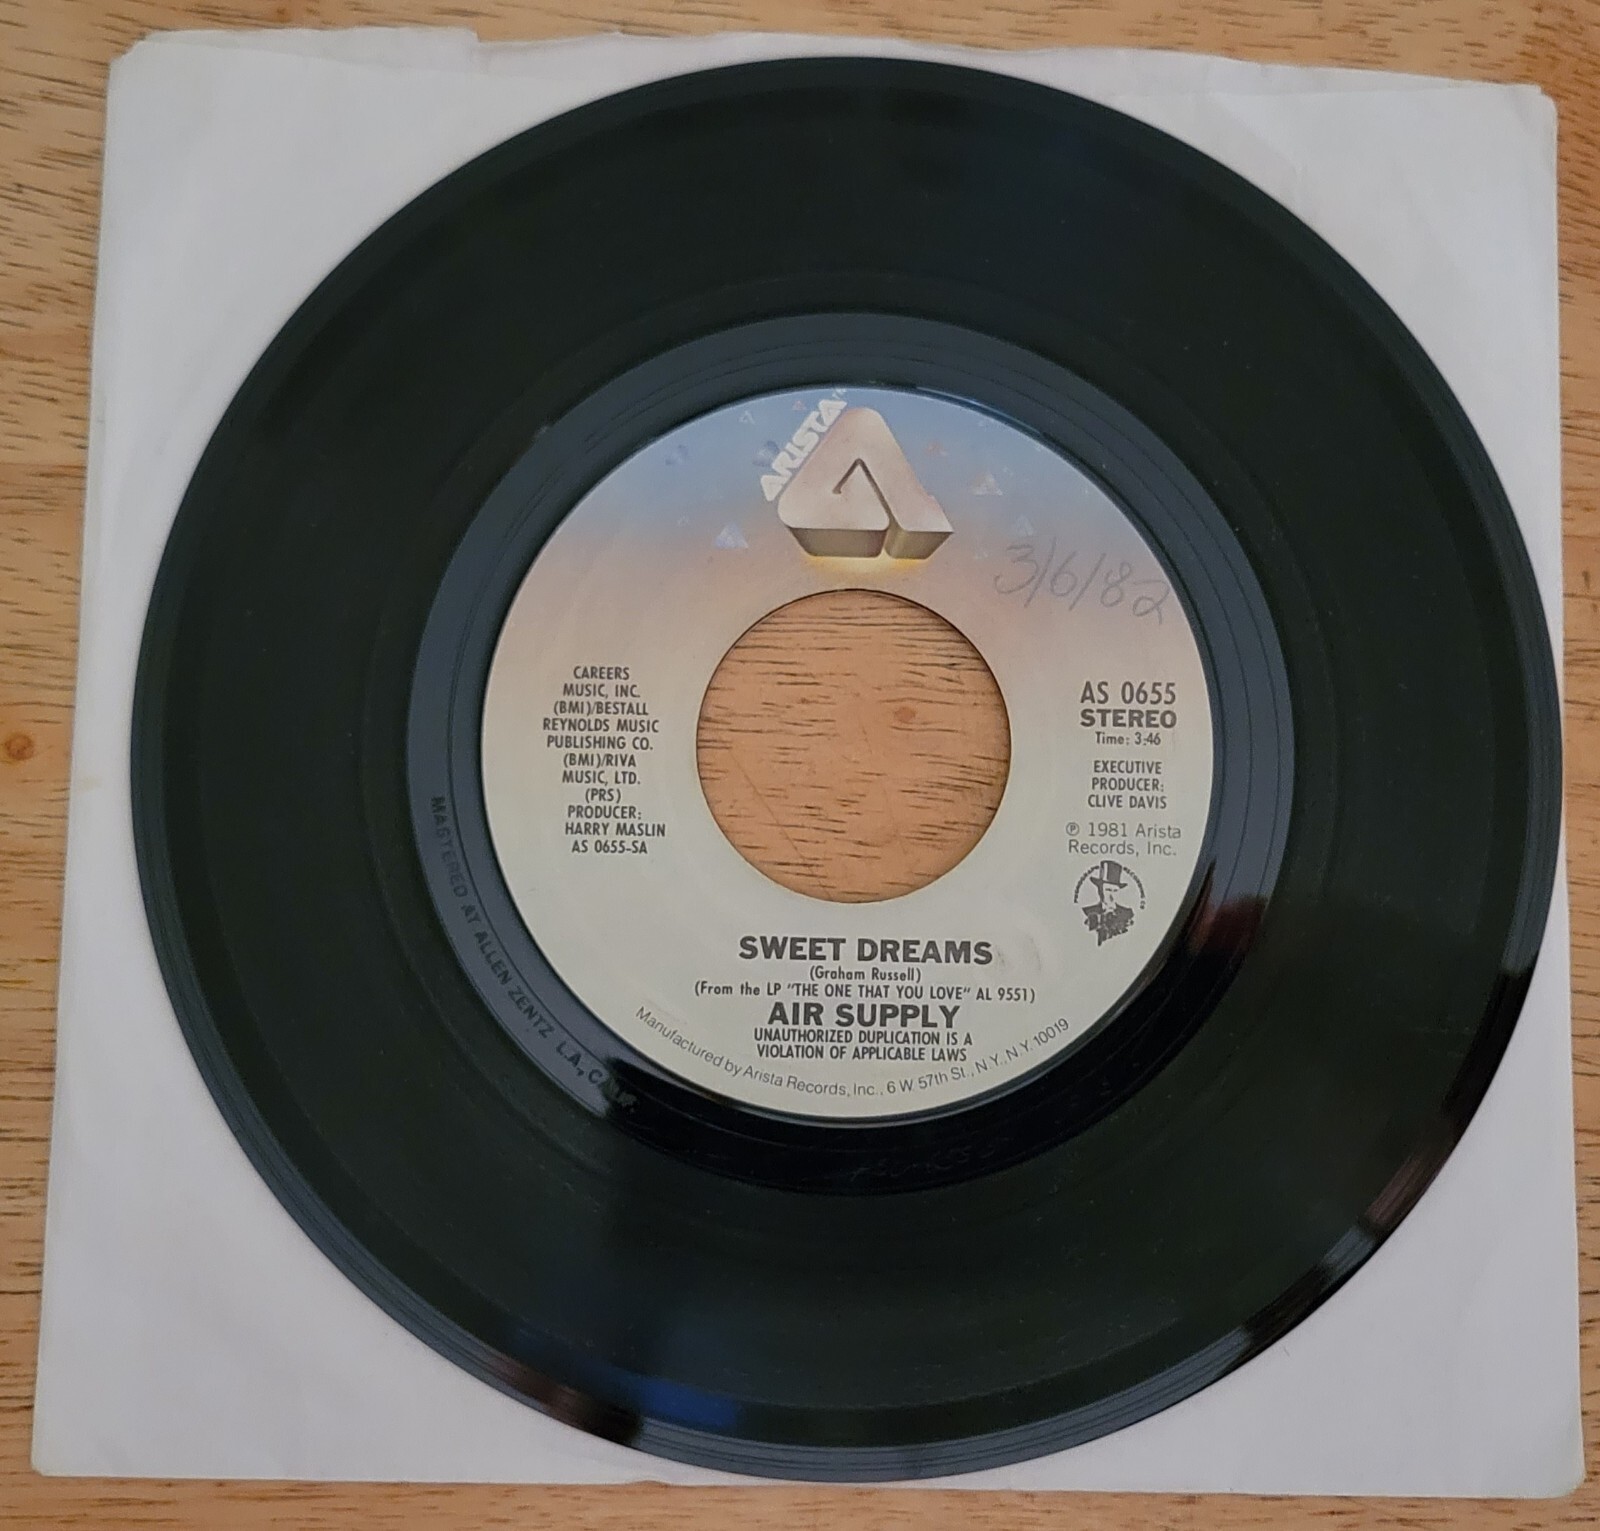 ARISTA
3/6/82
CAREERS
MUSIC, INC.
(BMI)/BESTALL
REYNOLDS MUSIC
PUBLISHING CO.
(BMI)/RIVA
MUSIC, LTD.
(PRS)
PRODUCER:
HARRY MASLIN
AS 0655-SA
AS 0655
STEREO
Time: 3:46
EXECUTIVE
PRODUCER:
CLIVE DAVIS
℗ 1981 Arista
Records, Inc.
BIG
TREE
SWEET DREAMS
(Graham Russell)
(From the LP "THE ONE THAT YOU LOVE" AL 9551)
AIR SUPPLY
UNAUTHORIZED DUPLICATION IS A
VIOLATION OF APPLICABLE LAWS
Manufactured by Arista Records, Inc., 6 W. 57th St., N.Y., N.Y. 10019
MASTERED AT ALLEN ZENTZ L.A., CALIF.